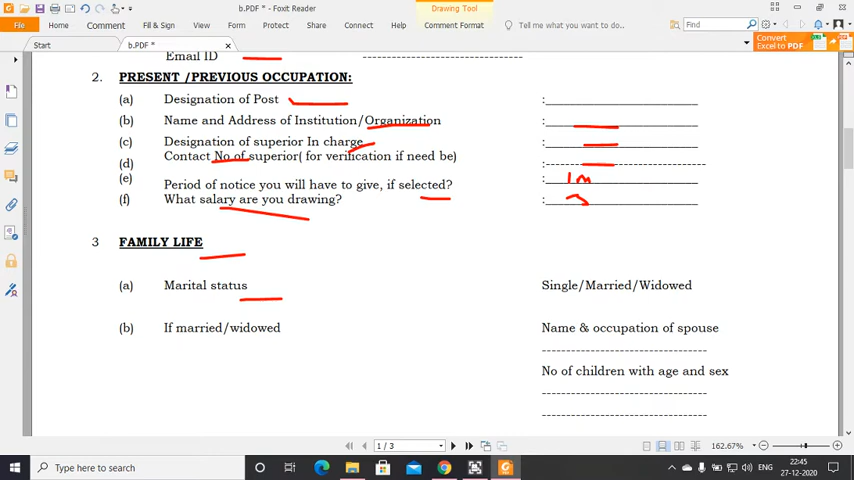 b.PDF * - Foxit Reader
Drawing Tool
File Home Comment Fill & Sign View Form Protect Share Connect Help Comment Format Tell me what you want to do... Find
Start b.PDF *
Convert
Excel to PDF
Email ID ------------------------------------
2. PRESENT /PREVIOUS OCCUPATION:
(a) Designation of Post :______________________
(b) Name and Address of Institution/Organization :______________________
(c) Designation of superior In charge :______________________
(d) Contact No of superior( for verification if need be) :------------------------------------
(e) Period of notice you will have to give, if selected? : 1m
(f) What salary are you drawing? :______________________
3 FAMILY LIFE
(a) Marital status Single/Married/Widowed
(b) If married/widowed Name & occupation of spouse
------------------------------------
No of children with age and sex
------------------------------------
------------------------------------
1 / 3 162.67%
Type here to search ENG 22:45
27-12-2020